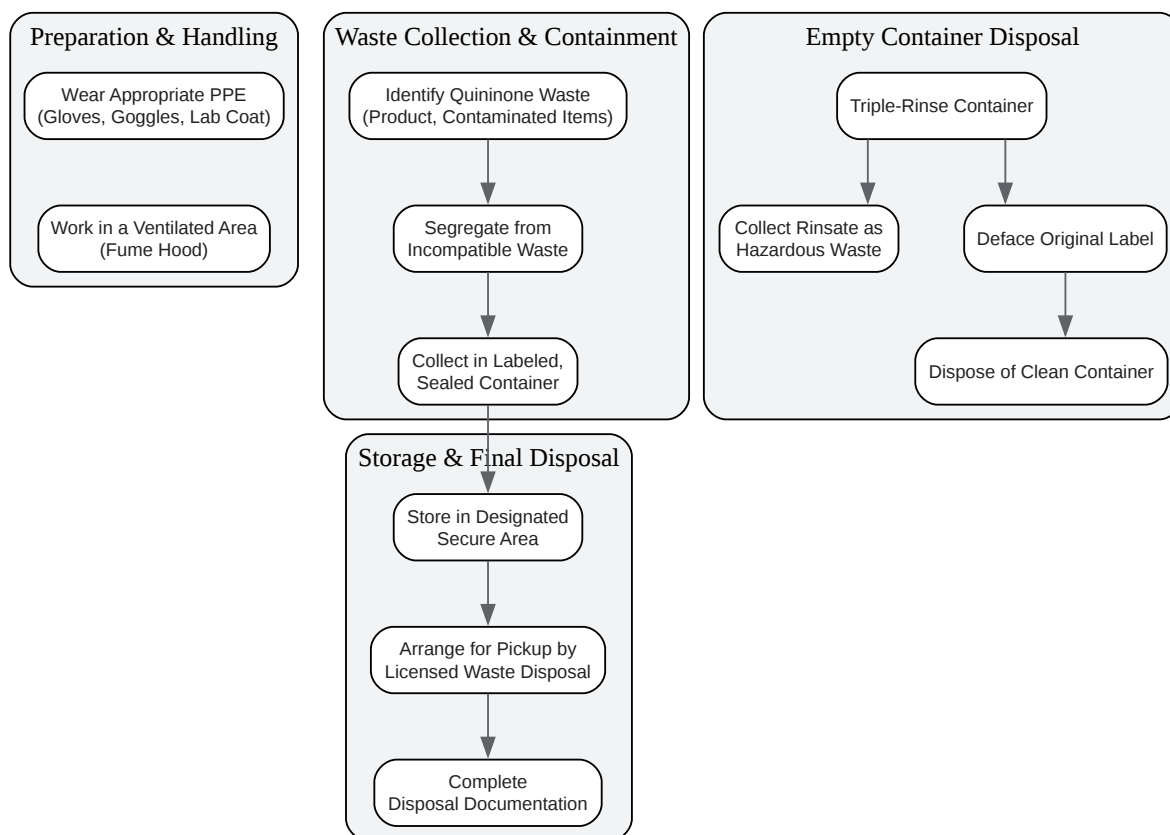 Preparation & Handling
Wear Appropriate PPE
(Gloves, Goggles, Lab Coat)
Work in a Ventilated Area
(Fume Hood)
Waste Collection & Containment
Identify Quininone Waste
(Product, Contaminated Items)
Segregate from
Incompatible Waste
Collect in Labeled,
Sealed Container
Storage & Final Disposal
Store in Designated
Secure Area
Arrange for Pickup by
Licensed Waste Disposal
Complete
Disposal Documentation
Empty Container Disposal
Triple-Rinse Container
Collect Rinsate as
Hazardous Waste
Deface Original Label
Dispose of Clean Container